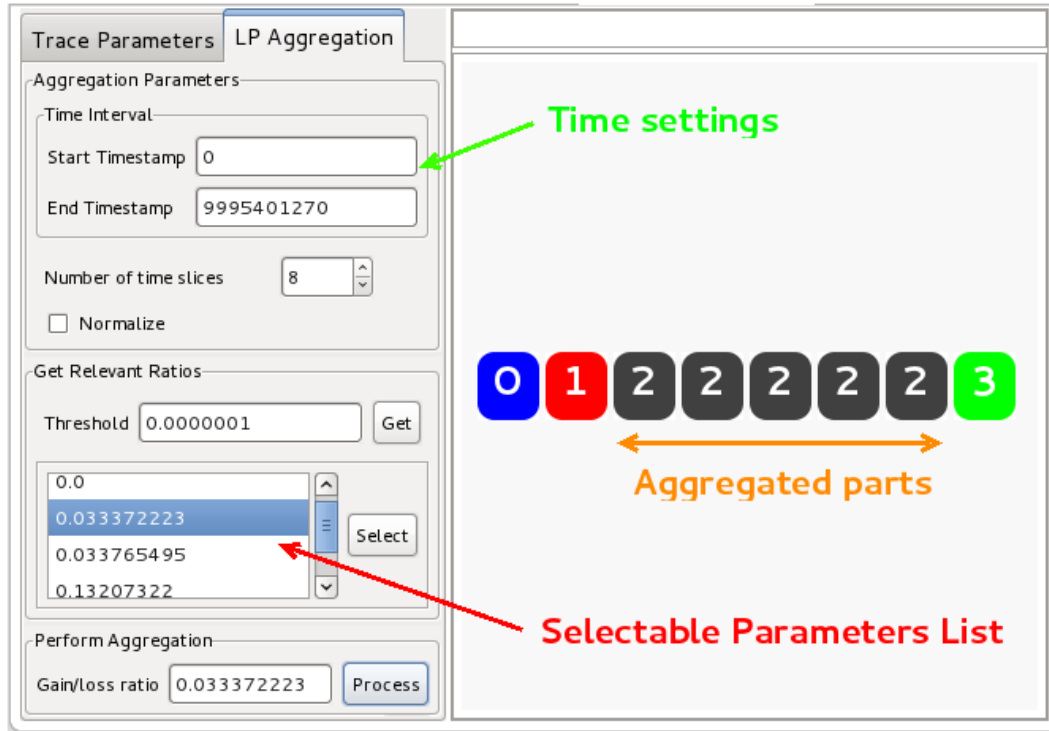 Trace Parameters LP Aggregation
Aggregation Parameters
Time Interval
Start Timestamp 0
End Timestamp 9995401270
Number of time slices 8
Normalize
Get Relevant Ratios
Threshold 0.0000001 Get
0.0
0.033372223
0.033765495
0.13207322
Select
Perform Aggregation
Gain/loss ratio 0.033372223 Process
Time settings
0 1 2 2 2 2 2 3
Aggregated parts
Selectable Parameters List